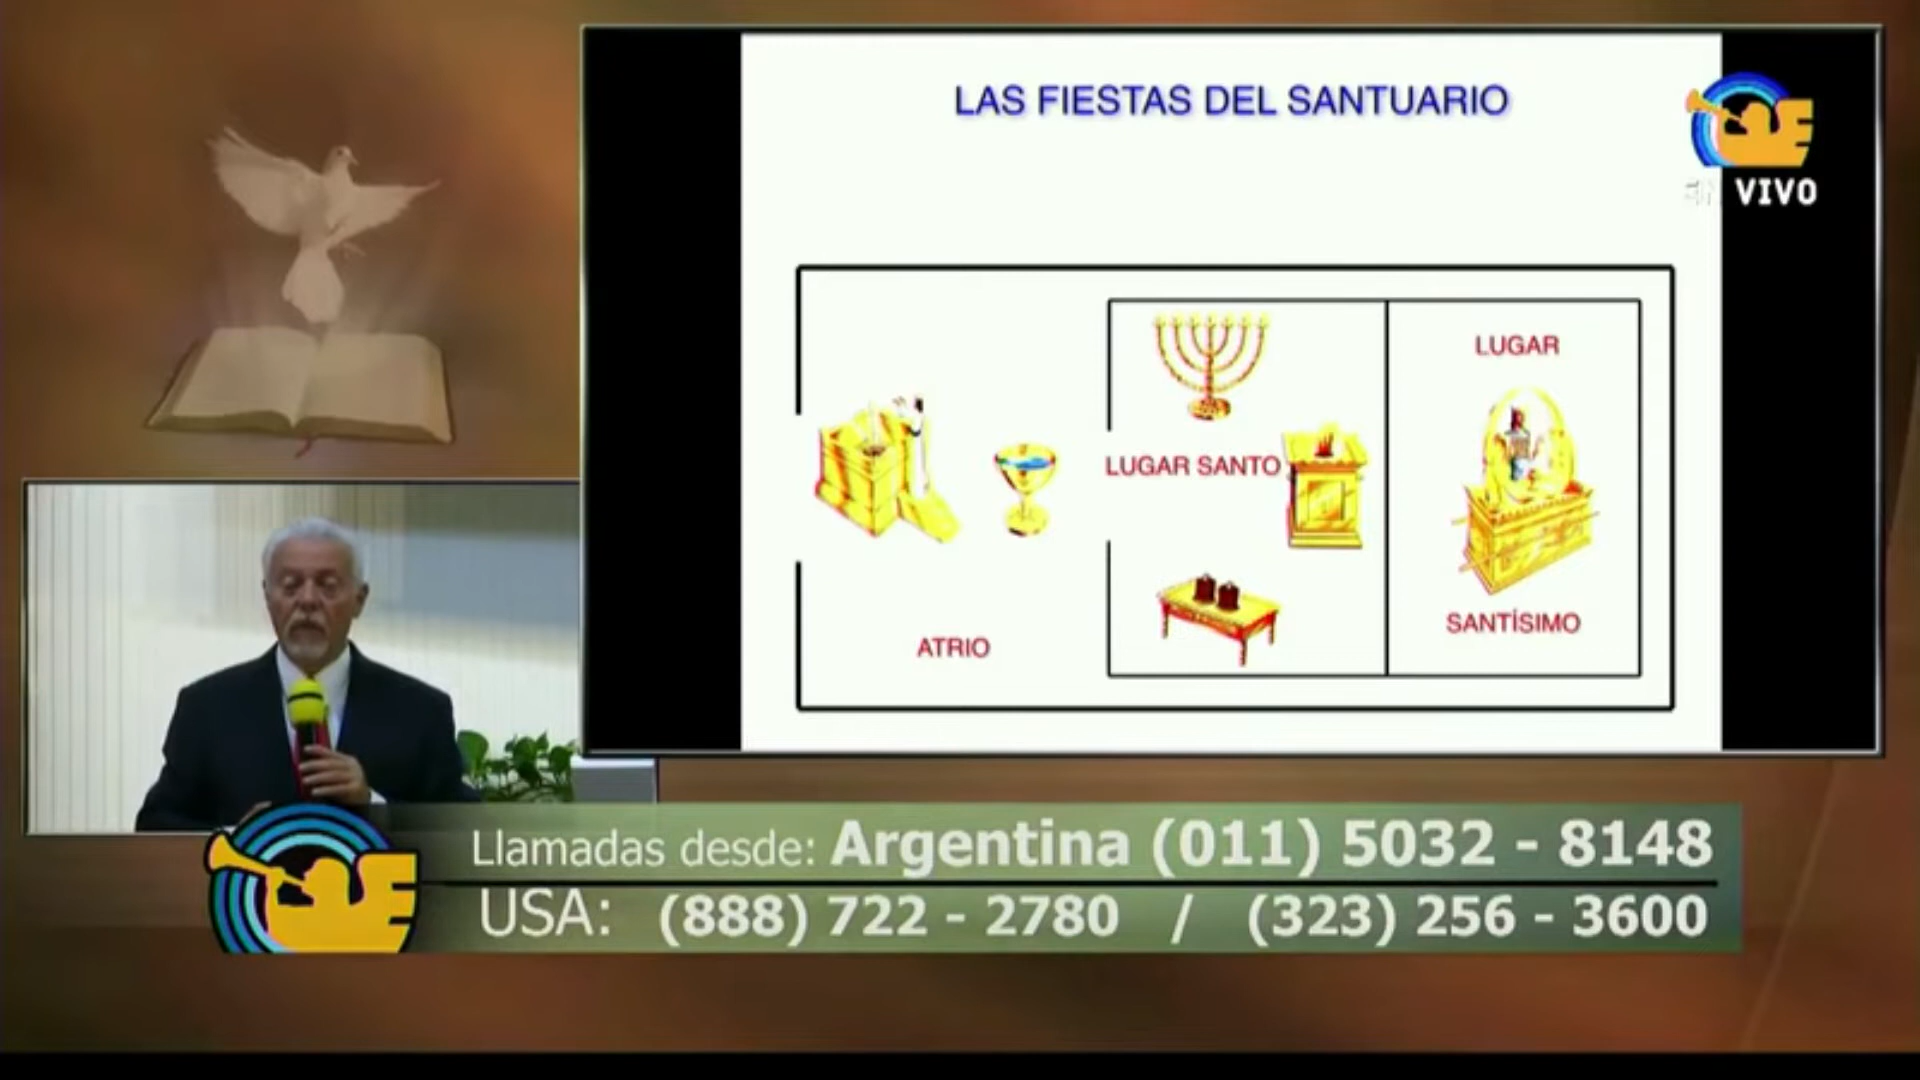 LAS FIESTAS DEL SANTUARIO
EN VIVO
LUGAR
LUGAR SANTO
SANTÍSIMO
ATRIO
Llamadas desde: Argentina (011) 5032 - 8148
USA: (888) 722 - 2780 / (323) 256 - 3600